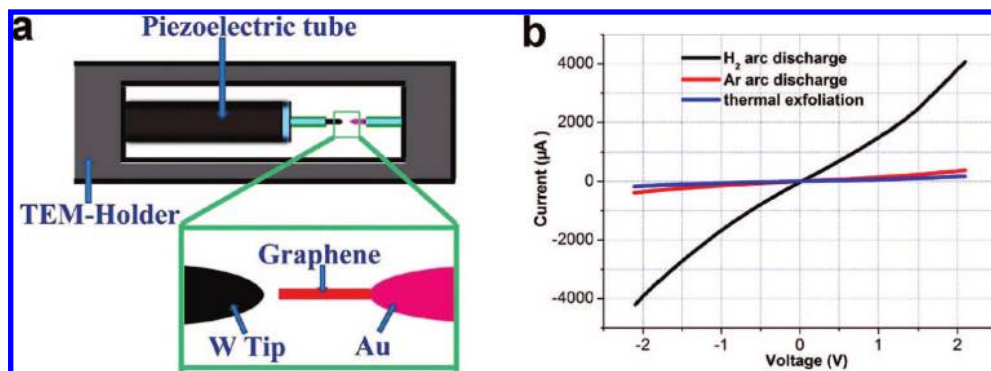 a
Piezoelectric tube
TEM-Holder
Graphene
W Tip
Au
b
H2 arc discharge
Ar arc discharge
thermal exfoliation
Current (μA)
4000
2000
0
-2000
-4000
-2 -1 0 1 2
Voltage (V)